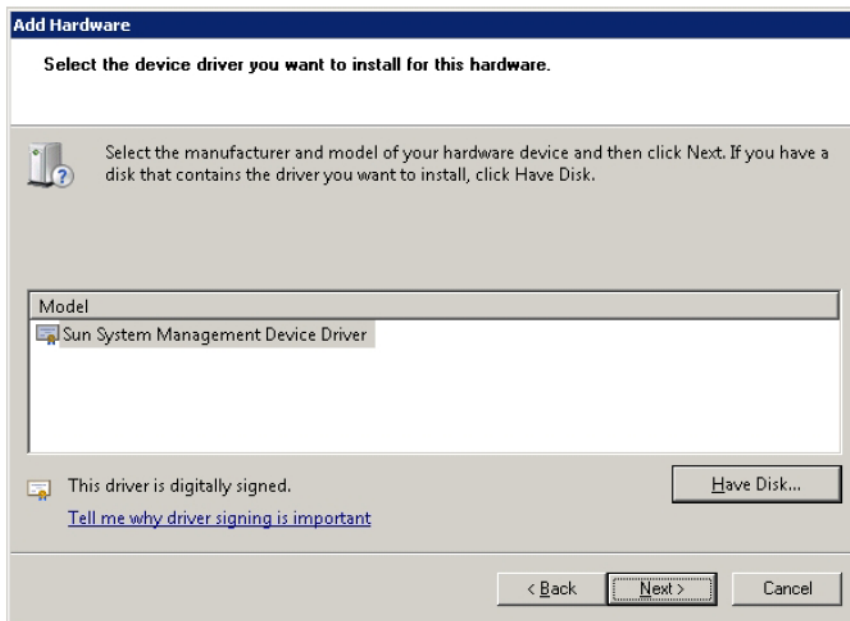 Add Hardware
Select the device driver you want to install for this hardware.
Select the manufacturer and model of your hardware device and then click Next. If you have a
disk that contains the driver you want to install, click Have Disk.
Model
Sun System Management Device Driver
This driver is digitally signed.
Have Disk...
Tell me why driver signing is important
< Back
Next >
Cancel